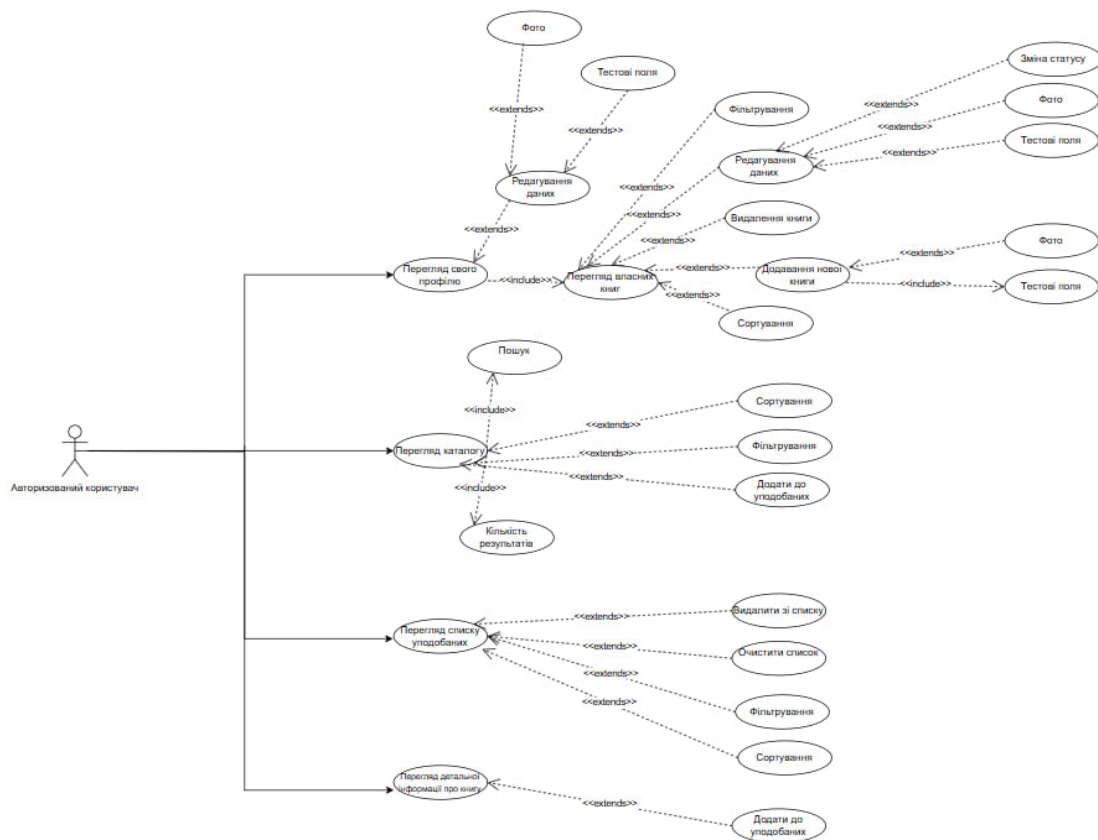 Фото
Тестові поля
<<extends>>
<<extends>>
Редагування
даних
<<extends>>
Перегляд свого
профілю
<<include>>
Фільтрування
<<extends>>
Зміна статусу
<<extends>>
Фото
<<extends>>
Тестові поля
<<extends>>
Редагування
даних
<<extends>>
Видалення книги
<<extends>>
Перегляд власних
книг
<<extends>>
Додавання нової
книги
Фото
<<extends>>
<<include>>
Тестові поля
<<extends>>
Сортування
Пошук
<<include>>
Сортування
<<extends>>
Авторизований користувач
Перегляд каталогу
<<extends>>
Фільтрування
<<extends>>
Додати до
уподобаних
<<include>>
Кількість
результатів
Перегляд списку
уподобаних
<<extends>>
Видалити зі списку
<<extends>>
Очистити список
<<extends>>
Фільтрування
<<extends>>
Сортування
Перегляд детальної
інформації про книгу
<<extends>>
Додати до
уподобаних